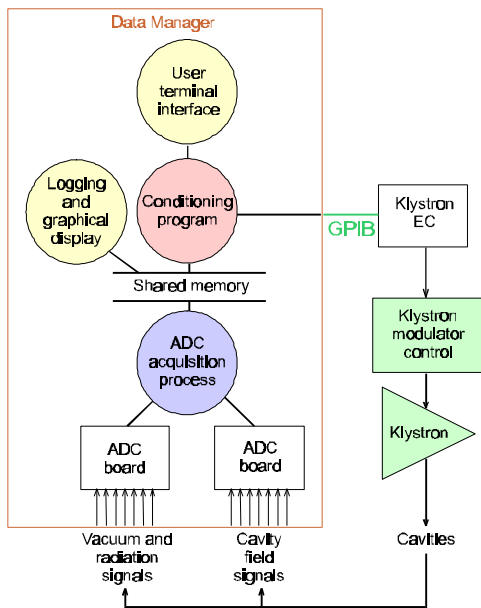 Data Manager
User
terminal
interface
Logging
and
graphical
display
Conditioning
program
GPIB
Klystron
EC
Shared memory
Klystron
modulator
control
ADC
acquisition
process
Klystron
ADC
board
ADC
board
Vacuum and
radiation
signals
Cavity
field
signals
Cavities